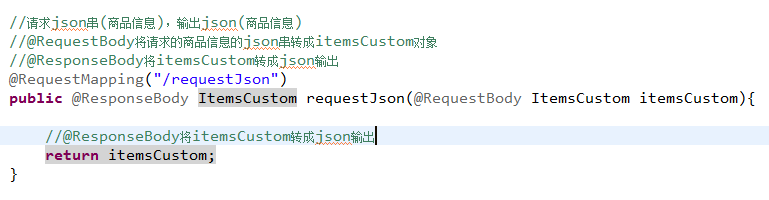 //请求json串(商品信息)，输出json(商品信息)
//@RequestBody将请求的商品信息的json串转成itemsCustom对象
//@ResponseBody将itemsCustom转成json输出
@RequestMapping("/requestJson")
public @ResponseBody ItemsCustom requestJson(@RequestBody ItemsCustom itemsCustom){
//@ResponseBody将itemsCustom转成json输出
return itemsCustom;
}